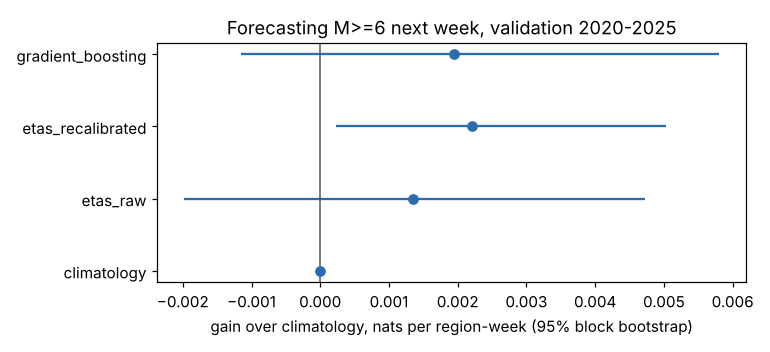 Forecasting M>=6 next week, validation 2020-2025
gradient_boosting
etas_recalibrated
etas_raw
climatology
−0.002 −0.001 0.000 0.001 0.002 0.003 0.004 0.005 0.006
gain over climatology, nats per region-week (95% block bootstrap)